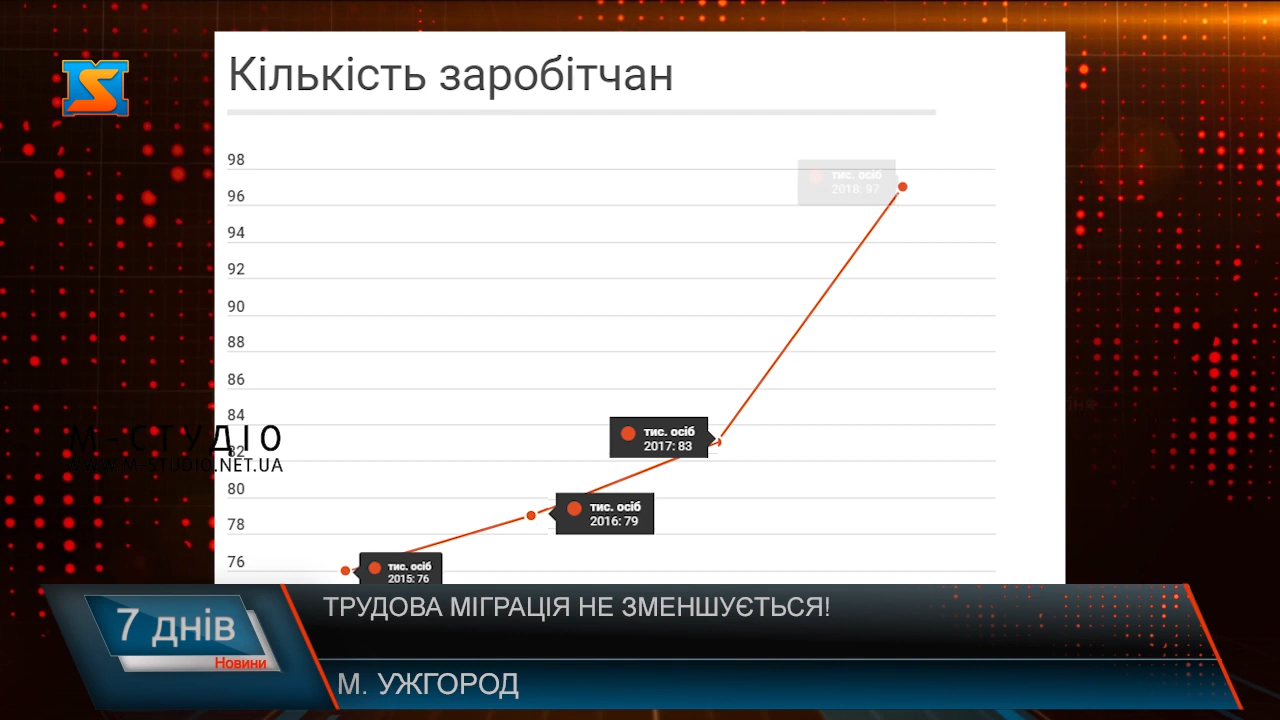 Кількість заробітчан
98
тис. осіб
2018: 97
96
94
92
90
88
86
84
тис. осіб
2017: 83
М-СТУДІО
82
WWW.M-STUDIO.NET.UA
80
тис. осіб
2016: 79
78
76
тис. осіб
2015: 76
7 днів
Новини
ТРУДОВА МІГРАЦІЯ НЕ ЗМЕНШУЄТЬСЯ!
М. УЖГОРОД